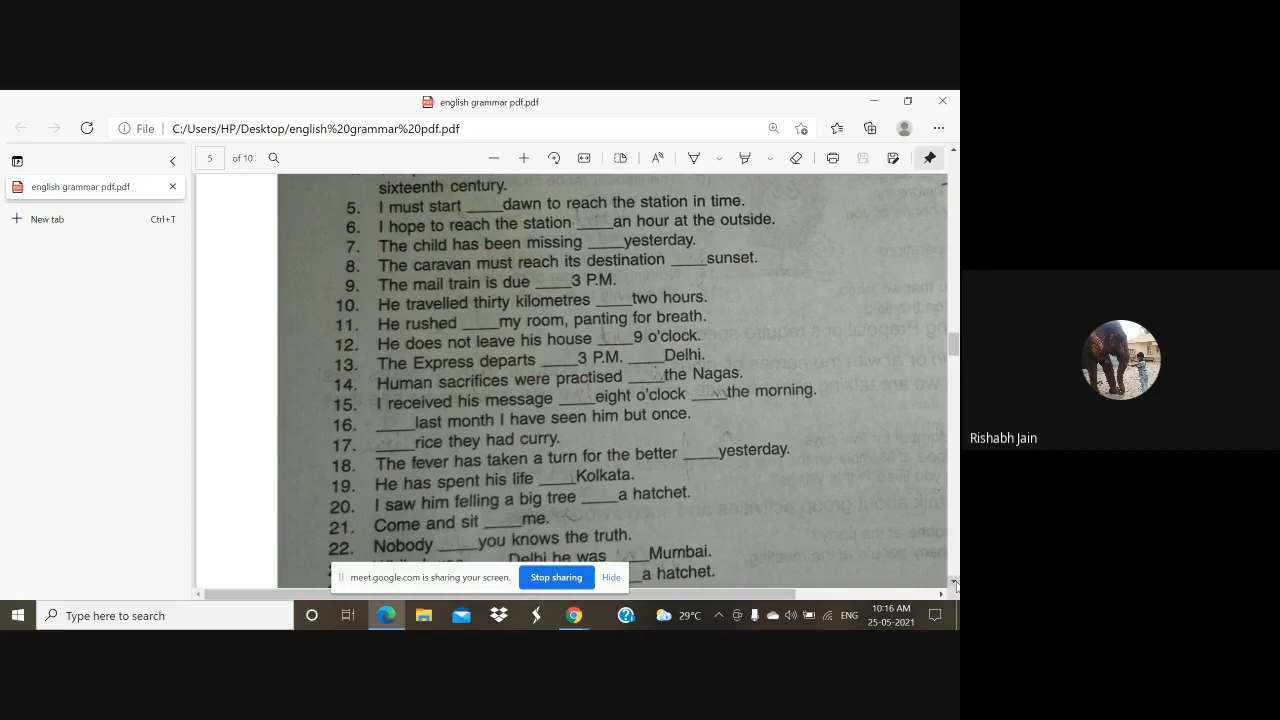 english grammar pdf.pdf
File | C:/Users/HP/Desktop/english%20grammar%20pdf.pdf
5 of 10
english grammar pdf.pdf
New tab Ctrl+T
sixteenth century.
5. I must start ____dawn to reach the station in time.
6. I hope to reach the station ____an hour at the outside.
7. The child has been missing ____yesterday.
8. The caravan must reach its destination ____sunset.
9. The mail train is due ____3 P.M.
10. He travelled thirty kilometres ____two hours.
11. He rushed ____my room, panting for breath.
12. He does not leave his house ____9 o'clock.
13. The Express departs ____3 P.M. ____Delhi.
14. Human sacrifices were practised ____the Nagas.
15. I received his message ____eight o'clock ____the morning.
16. ____last month I have seen him but once.
17. ____rice they had curry.
18. The fever has taken a turn for the better ____yesterday.
19. He has spent his life ____Kolkata.
20. I saw him felling a big tree ____a hatchet.
21. Come and sit ____me.
22. Nobody ____you knows the truth.
Delhi he was ____Mumbai.
a hatchet.
meet.google.com is sharing your screen. Stop sharing Hide
Rishabh Jain
Type here to search 29°C ENG 10:16 AM
25-05-2021